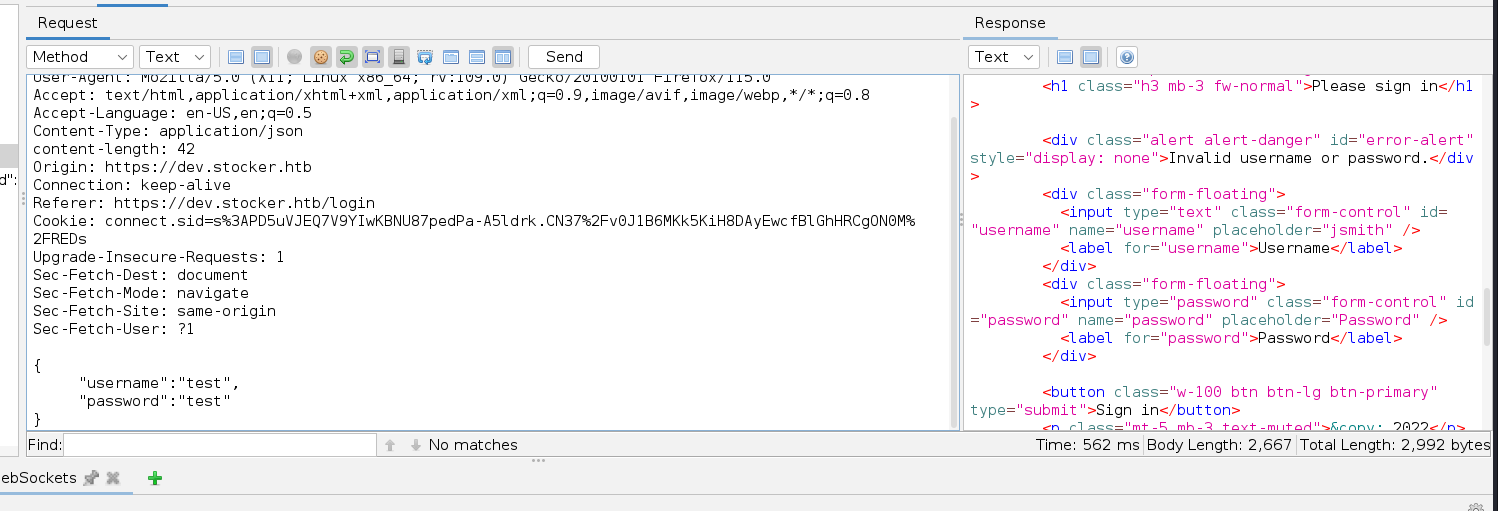 Request
Response
Method
Text
Send
Text
User-Agent: Mozilla/5.0 (X11; Linux x86_64; rv:109.0) Gecko/20100101 Firefox/115.0
Accept: text/html,application/xhtml+xml,application/xml;q=0.9,image/avif,image/webp,*/*;q=0.8
Accept-Language: en-US,en;q=0.5
Content-Type: application/json
content-length: 42
Origin: https://dev.stocker.htb
Connection: keep-alive
Referer: https://dev.stocker.htb/login
Cookie: connect.sid=s%3APD5uVJEQ7V9YIwKBNU87pedPa-A5ldrk.CN37%2Fv0J1B6MKk5KiH8DAyEwcfBlGhHRCgON0M%
2FREDs
Upgrade-Insecure-Requests: 1
Sec-Fetch-Dest: document
Sec-Fetch-Mode: navigate
Sec-Fetch-Site: same-origin
Sec-Fetch-User: ?1
{
"username":"test",
"password":"test"
}
<h1 class="h3 mb-3 fw-normal">Please sign in</h1
>
<div class="alert alert-danger" id="error-alert"
style="display: none">Invalid username or password.</div
>
<div class="form-floating">
<input type="text" class="form-control" id=
"username" name="username" placeholder="jsmith" />
<label for="username">Username</label>
</div>
<div class="form-floating">
<input type="password" class="form-control" id
="password" name="password" placeholder="Password" />
<label for="password">Password</label>
</div>
<button class="w-100 btn btn-lg btn-primary"
type="submit">Sign in</button>
<p class="mt-5 mb-3 text-muted">&copy; 2022</p>
d":
Find:
No matches
Time: 562 ms
Body Length: 2,667
Total Length: 2,992 bytes
ebSockets